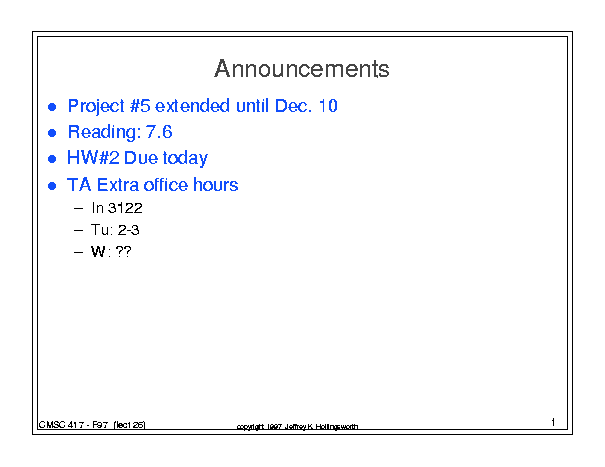 Announcements
● Project #5 extended until Dec. 10
● Reading: 7.6
● HW#2 Due today
● TA Extra office hours
– In 3122
– Tu: 2-3
– W: ??
CMSC 417 - F97 (lect 26)
copyright 1997 Jeffrey K. Hollingsworth
1